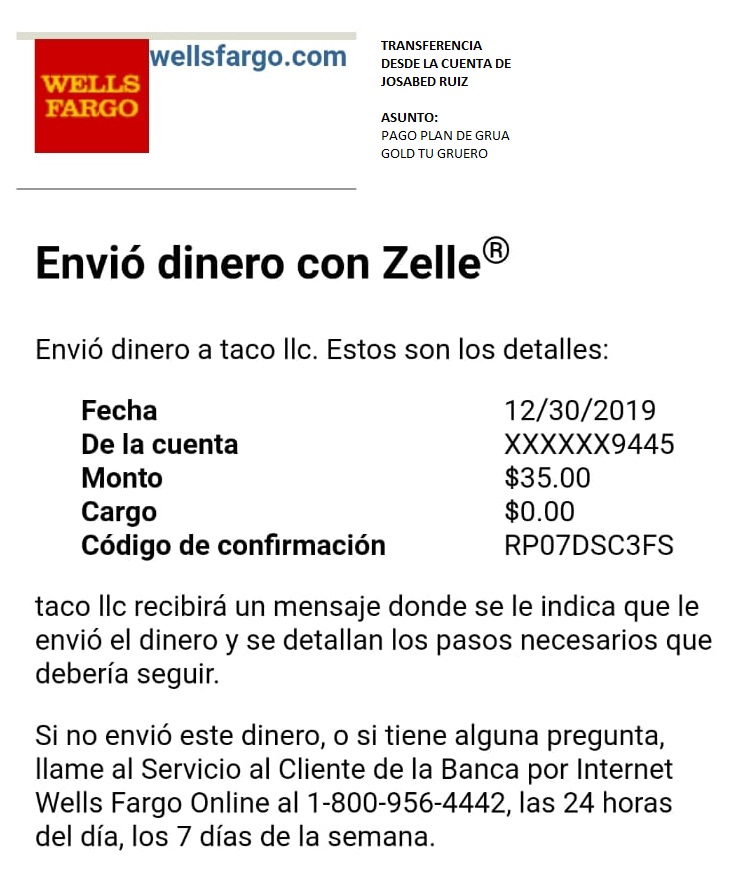 WELLS
FARGO
wellsfargo.com
TRANSFERENCIA
DESDE LA CUENTA DE
JOSABED RUIZ
ASUNTO:
PAGO PLAN DE GRUA
GOLD TU GRUERO
Envió dinero con Zelle®
Envió dinero a taco llc. Estos son los detalles:
Fecha 12/30/2019
De la cuenta XXXXXX9445
Monto $35.00
Cargo $0.00
Código de confirmación RP07DSC3FS
taco llc recibirá un mensaje donde se le indica que le
envió el dinero y se detallan los pasos necesarios que
debería seguir.
Si no envió este dinero, o si tiene alguna pregunta,
llame al Servicio al Cliente de la Banca por Internet
Wells Fargo Online al 1-800-956-4442, las 24 horas
del día, los 7 días de la semana.